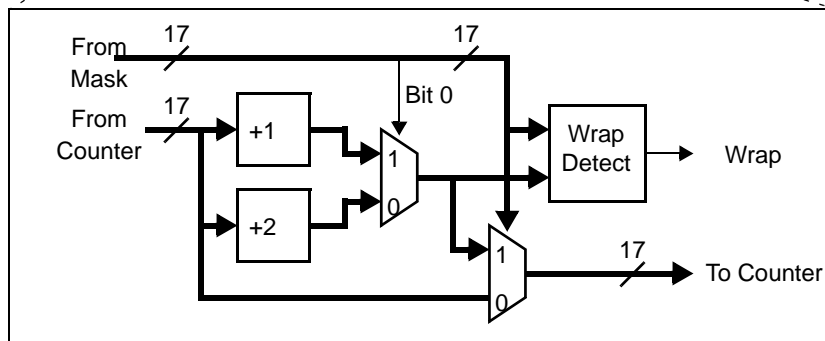 17
17
From
Mask
Bit 0
17
From
Counter
+1
1
0
+2
Wrap
Detect
Wrap
1
0
17
To Counter